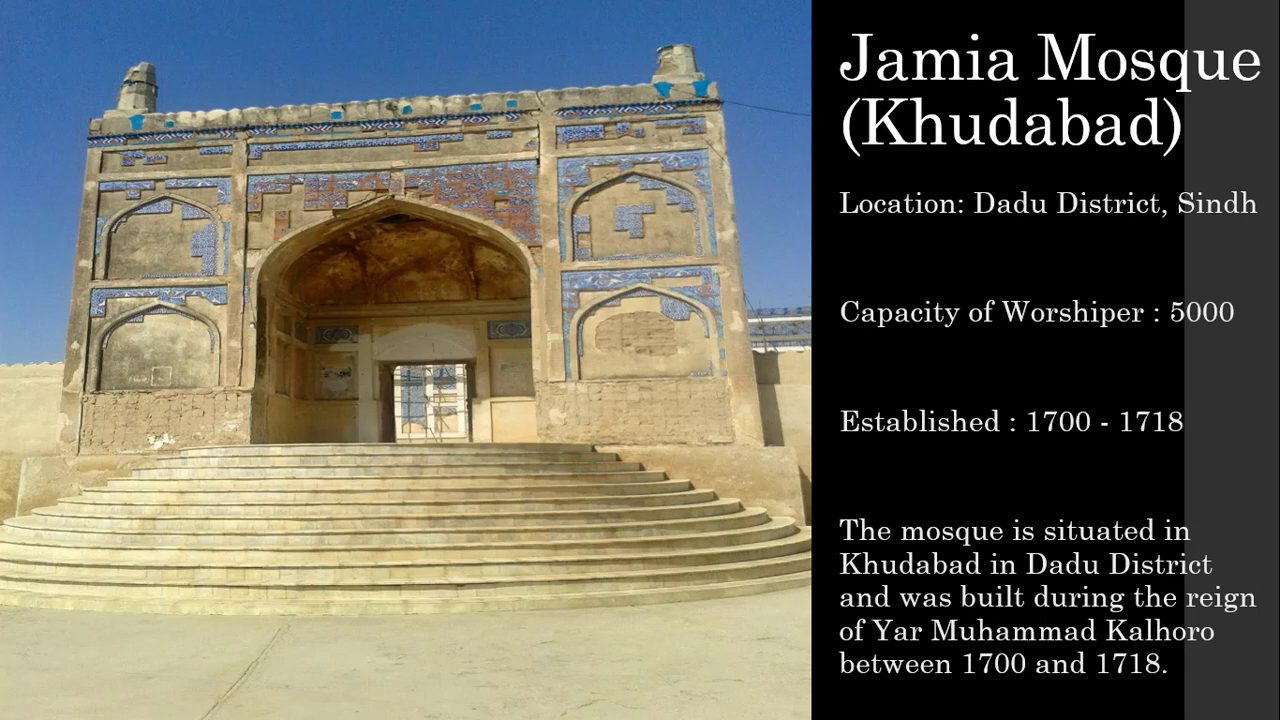 Jamia Mosque
(Khudabad)
Location: Dadu District, Sindh
Capacity of Worshiper : 5000
Established : 1700 - 1718
The mosque is situated in
Khudabad in Dadu District
and was built during the reign
of Yar Muhammad Kalhoro
between 1700 and 1718.